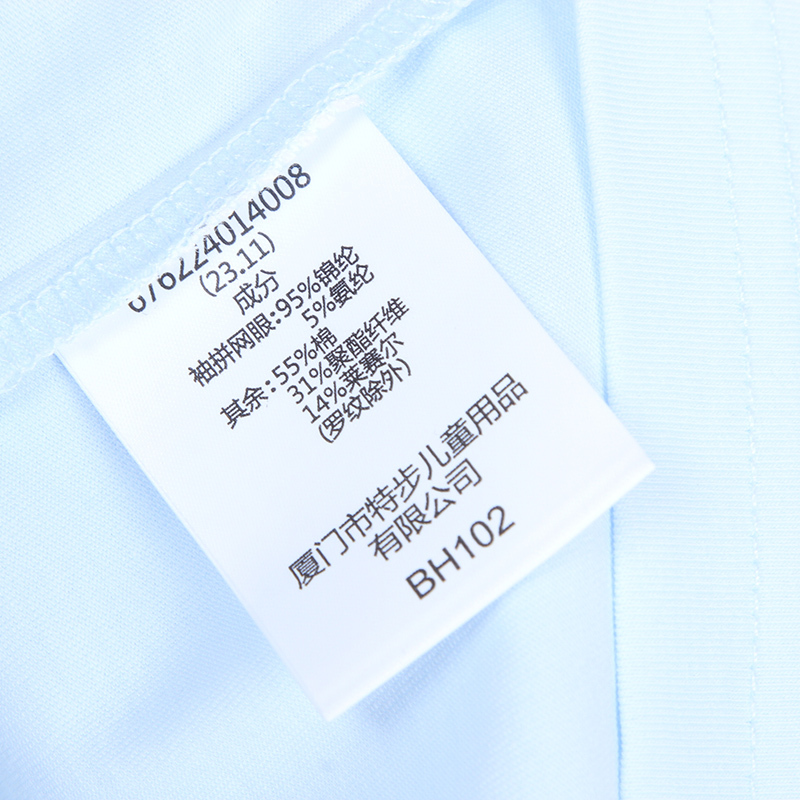 676224014008
(23.11)
成分
袖拼网眼:95%锦纶
5%氨纶
其余:55%棉
31%聚酯纤维
14%莱赛尔
(罗纹除外)
厦门市特步儿童用品
有限公司
BH102